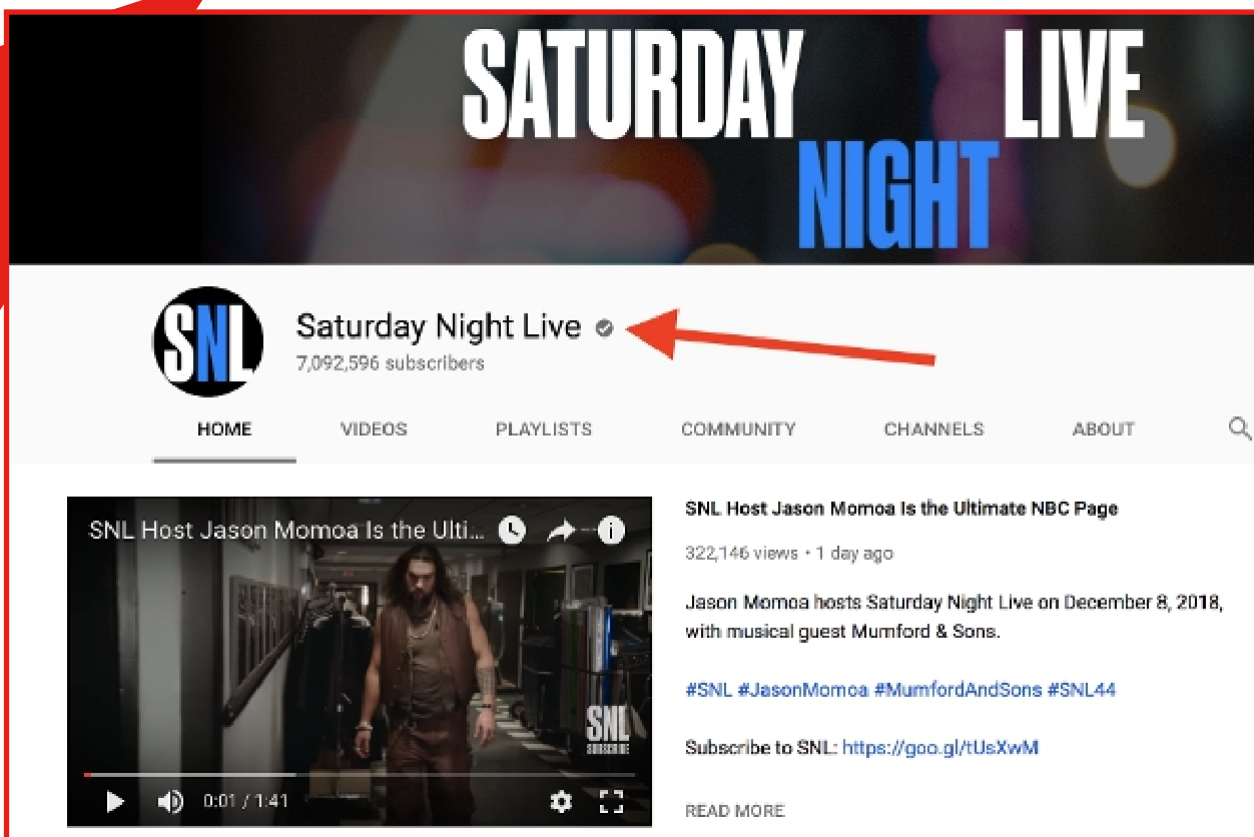 SATURDAY LIVE
NIGHT
SNL
Saturday Night Live
7,092,596 subscribers
HOME VIDEOS PLAYLISTS COMMUNITY CHANNELS ABOUT
SNL Host Jason Momoa Is the Ulti...
SNL
SUBSCRIBE
0:01 / 1:41
SNL Host Jason Momoa Is the Ultimate NBC Page
322,146 views • 1 day ago
Jason Momoa hosts Saturday Night Live on December 8, 2018,
with musical guest Mumford & Sons.
#SNL #JasonMomoa #MumfordAndSons #SNL44
Subscribe to SNL: https://goo.gl/tUsXwM
READ MORE